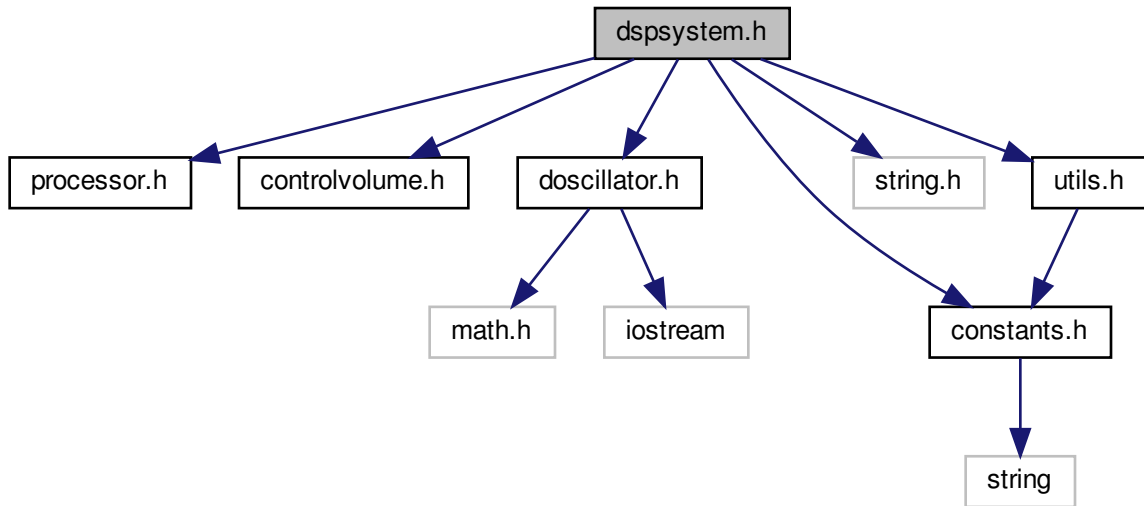 dspsystem.h
processor.h
controlvolume.h
doscillator.h
string.h
utils.h
math.h
iostream
constants.h
string